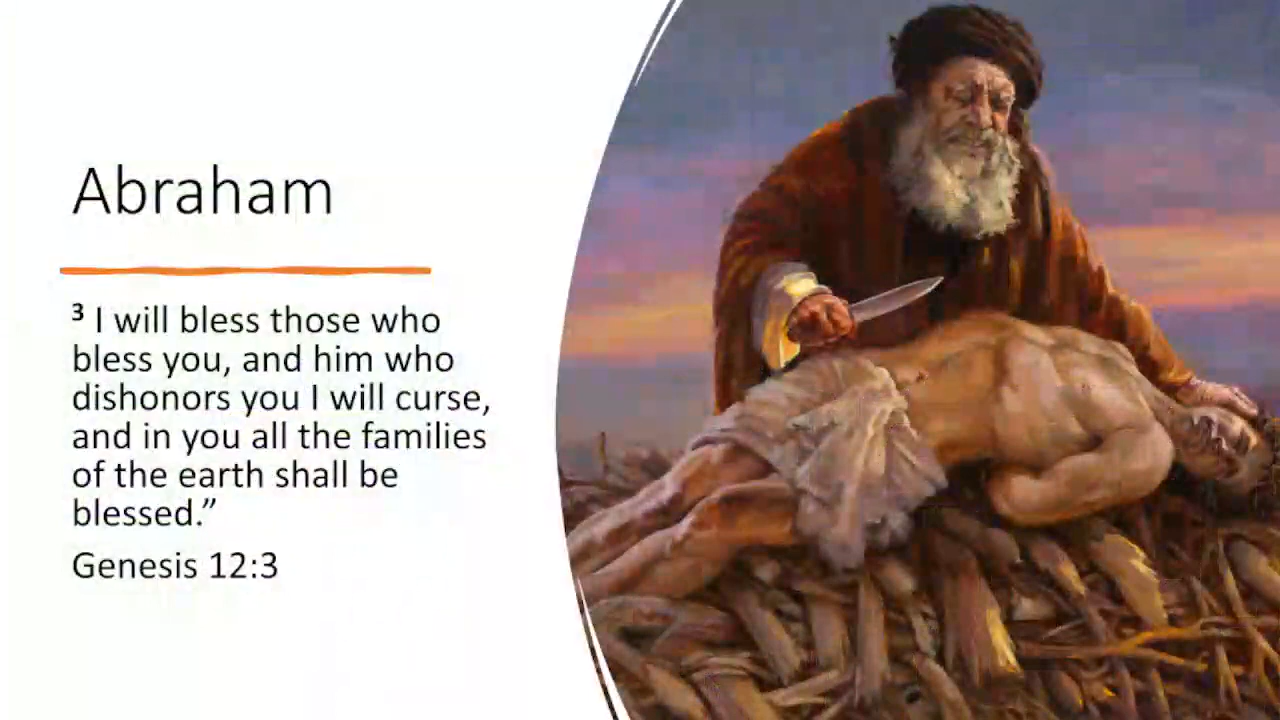 Abraham
³ I will bless those who
bless you, and him who
dishonors you I will curse,
and in you all the families
of the earth shall be
blessed.”
Genesis 12:3